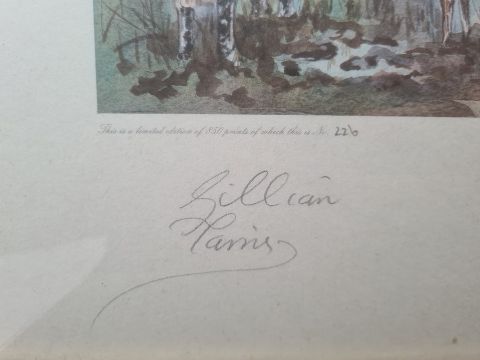 This is a limited edition of 850 prints of which this is No. 226
Gillian
Harris